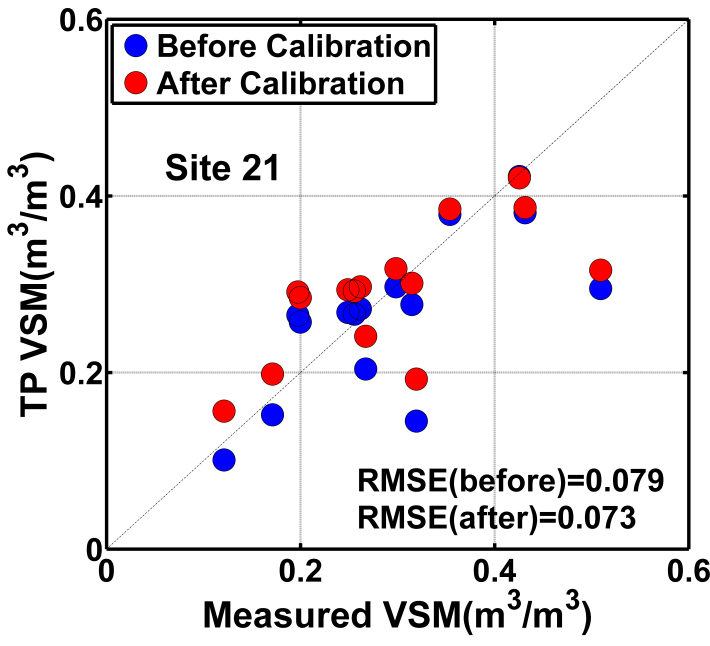 0.6
Before Calibration
After Calibration
Site 21
0.4
TP VSM(m³/m³)
0.2
RMSE(before)=0.079
RMSE(after)=0.073
0
0 0.2 0.4 0.6
Measured VSM(m³/m³)